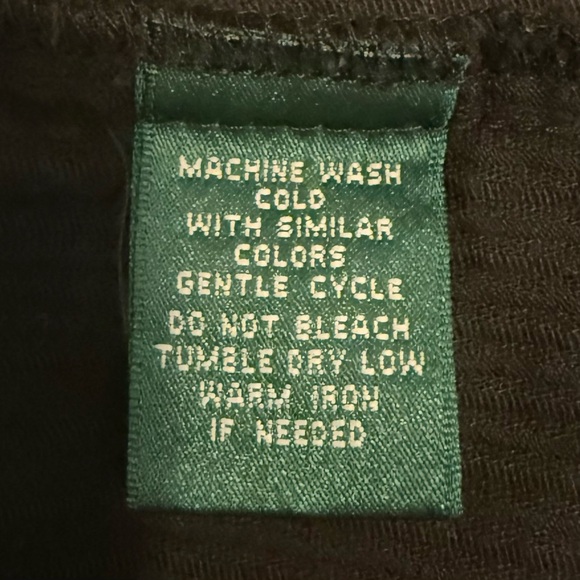 MACHINE WASH
COLD
WITH SIMILAR
COLORS
GENTLE CYCLE
DO NOT BLEACH
TUMBLE DRY LOW
WARM IRON
IF NEEDED